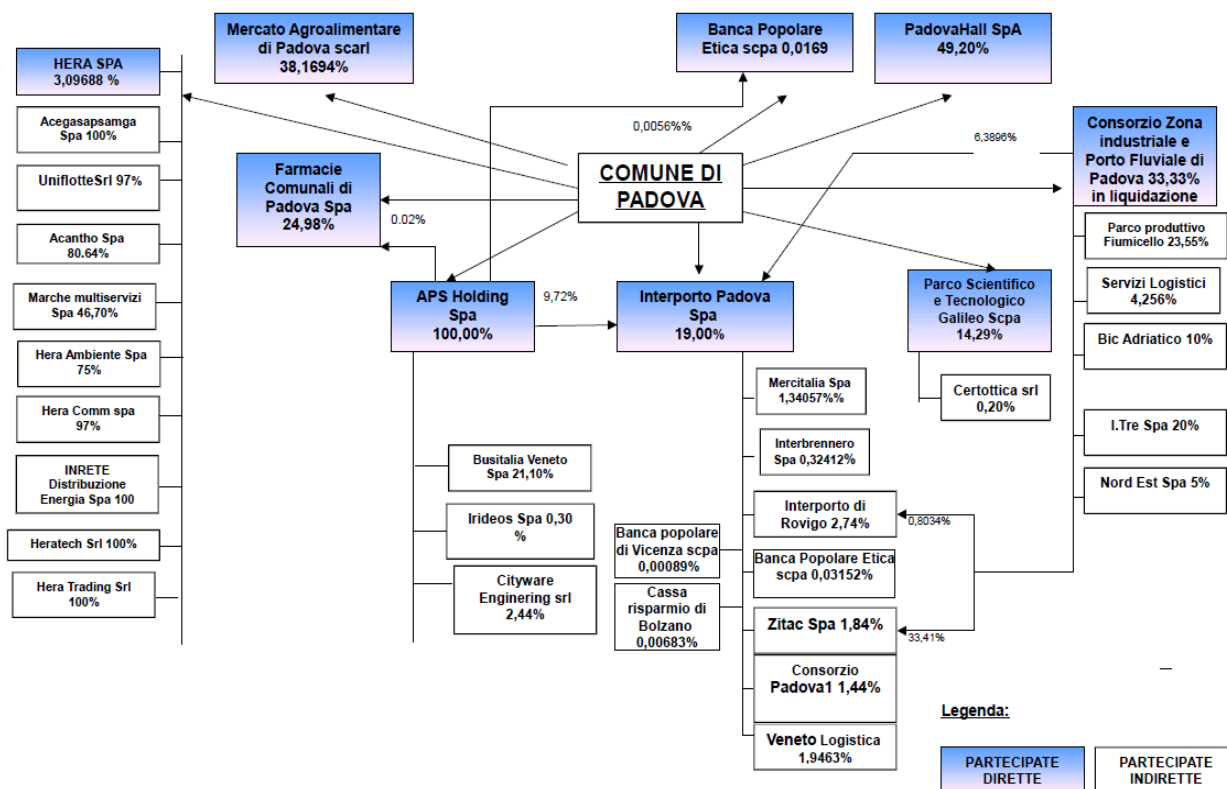 Mercato Agroalimentare
di Padova scarl
38,1694%
Banca Popolare
Etica scpa 0,0169
PadovaHall SpA
49,20%
HERA SPA
3,09688 %
Acegasapsamga
Spa 100%
UniflotteSrl 97%
Acantho Spa
80.64%
Marche multiservizi
Spa 46,70%
Hera Ambiente Spa
75%
Hera Comm spa
97%
INRETE
Distribuzione
Energia Spa 100
Heratech Srl 100%
Hera Trading Srl
100%
0,0056%%
6,3896%
COMUNE DI
PADOVA
Consorzio Zona
industriale e
Porto Fluviale di
Padova 33,33%
in liquidazione
Farmacie
Comunali di
Padova Spa
24,98%
0.02%
APS Holding
Spa
100,00%
9,72%
Interporto Padova
Spa
19,00%
Parco Scientifico
e Tecnologico
Galileo Scpa
14,29%
Certottica srl
0,20%
Parco produttivo
Fiumicello 23,55%
Servizi Logistici
4,256%
Bic Adriatico 10%
I.Tre Spa 20%
Nord Est Spa 5%
Busitalia Veneto
Spa 21,10%
Irideos Spa 0,30
%
Cityware
Enginering srl
2,44%
Mercitalia Spa
1,34057%%
Interbrennero
Spa 0,32412%
Interporto di
Rovigo 2,74%
0,8034%
Banca popolare
di Vicenza scpa
0,00089%
Banca Popolare Etica
scpa 0,03152%
Cassa
risparmio di
Bolzano
0,00683%
Zitac Spa 1,84%
33,41%
Consorzio
Padova1 1,44%
Veneto Logistica
1,9463%
Legenda:
PARTECIPATE
DIRETTE
PARTECIPATE
INDIRETTE